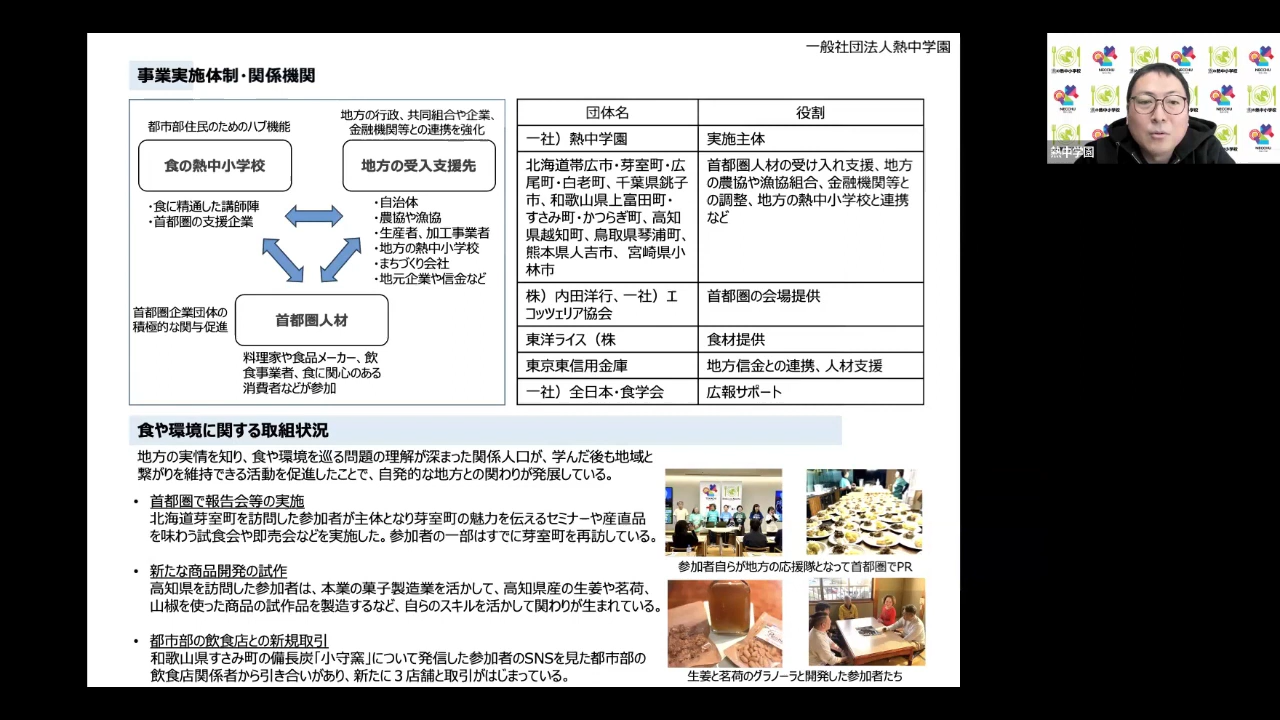 一般社団法人熱中学園
事業実施体制・関係機関
都市部住民のためのハブ機能
地方の行政、共同組合や企業、
金融機関等との連携を強化
食の熱中小学校
地方の受入支援先
・食に精通した講師陣
・首都圏の支援企業
・自治体
・農協や漁協
・生産者、加工事業者
・地方の熱中小学校
・まちづくり会社
・地元企業や信金など
首都圏企業団体の
積極的な関与促進
首都圏人材
料理家や食品メーカー、飲
食事業者、食に関心のある
消費者などが参加
団体名
役割
一社）熱中学園
実施主体
北海道帯広市・芽室町・広
尾町・白老町、千葉県銚子
市、和歌山県上富田町・
すさみ町・かつらぎ町、高知
県越知町、鳥取県琴浦町、
熊本県人吉市、宮崎県小
林市
首都圏人材の受け入れ支援、地方
の農協や漁協組合、金融機関等と
の調整、地方の熱中小学校と連携
など
株）内田洋行、一社）エ
コッツェリア協会
首都圏の会場提供
東洋ライス（株
食材提供
東京東信用金庫
地方信金との連携、人材支援
一社）全日本・食学会
広報サポート
食や環境に関する取組状況
地方の実情を知り、食や環境を巡る問題の理解が深まった関係人口が、学んだ後も地域と
繋がりを維持できる活動を促進したことで、自発的な地方との関わりが発展している。
• 首都圏で報告会等の実施
北海道芽室町を訪問した参加者が主体となり芽室町の魅力を伝えるセミナーや産直品
を味わう試食会や即売会などを実施した。参加者の一部はすでに芽室町を再訪している。
• 新たな商品開発の試作
高知県を訪問した参加者は、本業の菓子製造業を活かして、高知県産の生姜や茗荷、
山椒を使った商品の試作品を製造するなど、自らのスキルを活かして関わりが生まれている。
• 都市部の飲食店との新規取引
和歌山県すさみ町の備長炭「小守窯」について発信した参加者のSNSを見た都市部の
飲食店関係者から引き合いがあり、新たに３店舗と取引がはじまっている。
参加者自らが地方の応援隊となって首都圏でPR
生姜と茗荷のグラノーラと開発した参加者たち
熱中学園